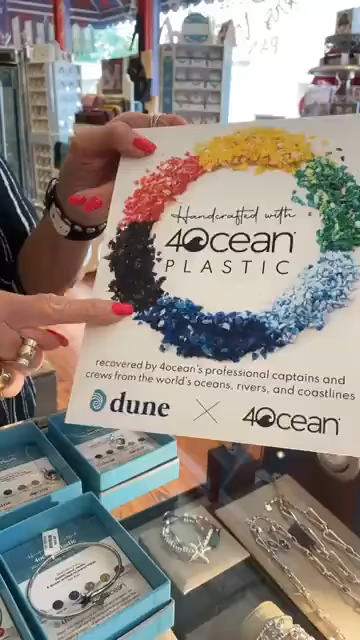 Handcrafted with
4Ocean
PLASTIC
recovered by 4ocean's professional captains and
crews from the world's oceans, rivers, and coastlines
dune × 4Ocean